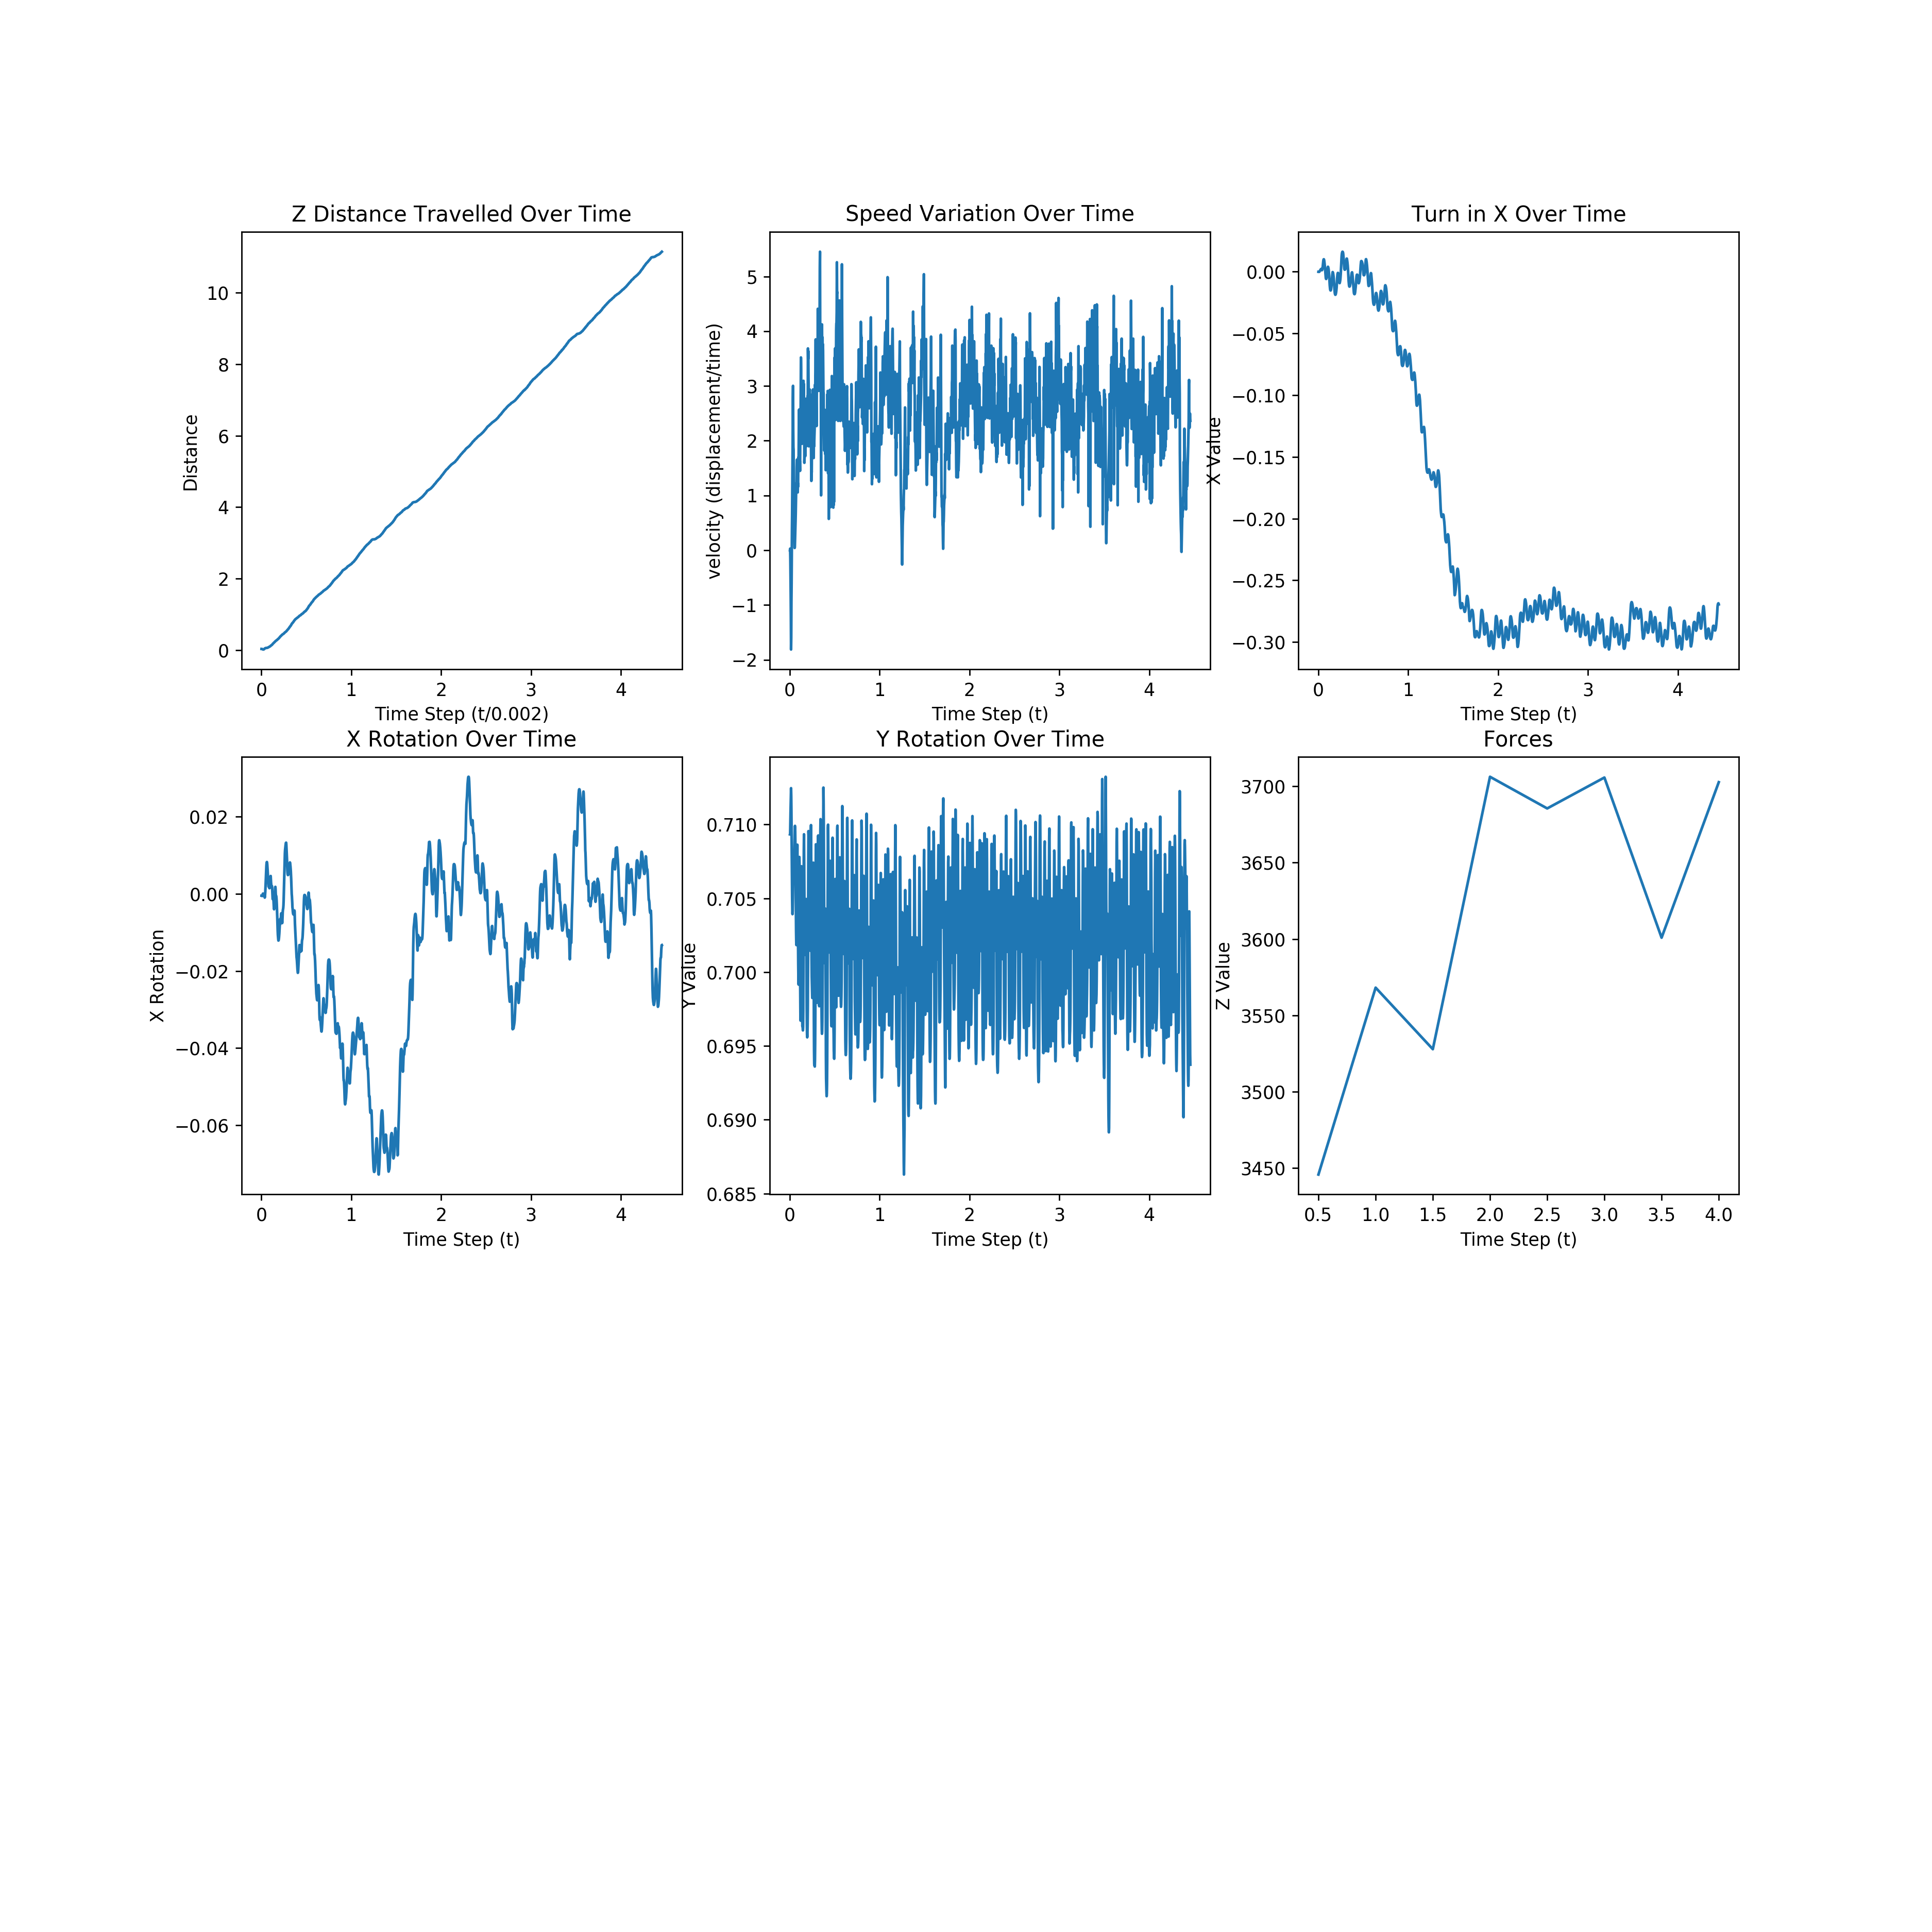 Z Distance Travelled Over Time
Distance
10
8
6
4
2
0
0 1 2 3 4
Time Step (t/0.002)
Speed Variation Over Time
velocity (displacement/time)
5
4
3
2
1
0
−1
−2
0 1 2 3 4
Time Step (t)
Turn in X Over Time
X Value
0.00
−0.05
−0.10
−0.15
−0.20
−0.25
−0.30
0 1 2 3 4
Time Step (t)
X Rotation Over Time
X Rotation
0.02
0.00
−0.02
−0.04
−0.06
0 1 2 3 4
Time Step (t)
Y Rotation Over Time
Y Value
0.710
0.705
0.700
0.695
0.690
0.685
0 1 2 3 4
Time Step (t)
Forces
Z Value
3700
3650
3600
3550
3500
3450
0.5 1.0 1.5 2.0 2.5 3.0 3.5 4.0
Time Step (t)